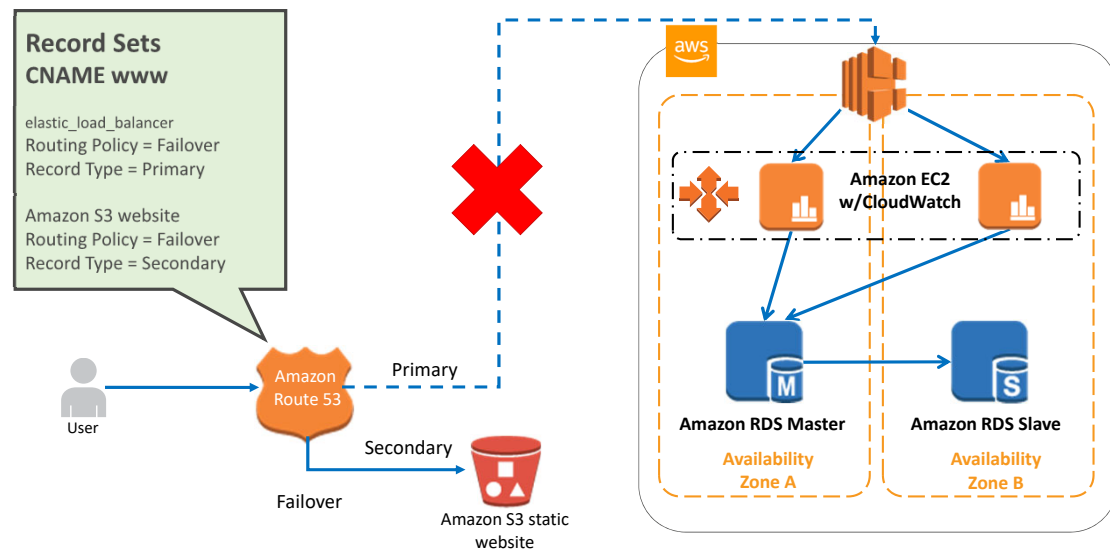 Record Sets
CNAME www
elastic_load_balancer
Routing Policy = Failover
Record Type = Primary
Amazon S3 website
Routing Policy = Failover
Record Type = Secondary
aws
Amazon EC2
w/CloudWatch
User
Amazon
Route 53
Primary
Secondary
Failover
Amazon S3 static
website
M
S
Amazon RDS Master
Amazon RDS Slave
Availability
Zone A
Availability
Zone B